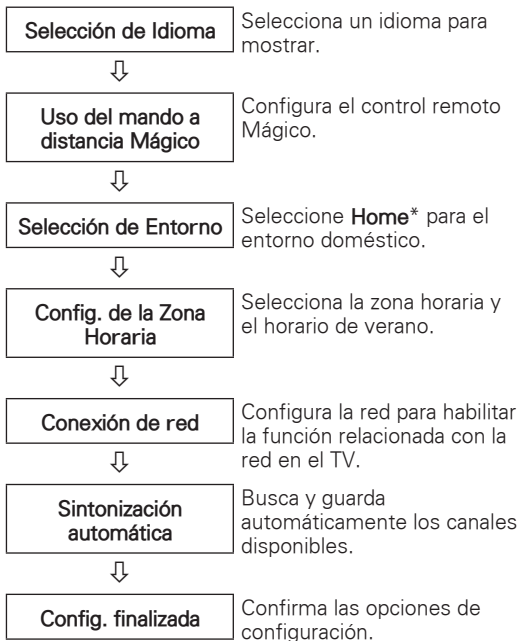 Selección de Idioma
Selecciona un idioma para
mostrar.
Uso del mando a
distancia Mágico
Configura el control remoto
Mágico.
Selección de Entorno
Seleccione Home* para el
entorno doméstico.
Config. de la Zona
Horaria
Selecciona la zona horaria y
el horario de verano.
Conexión de red
Configura la red para habilitar
la función relacionada con la
red en el TV.
Sintonización
automática
Busca y guarda
automáticamente los canales
disponibles.
Config. finalizada
Confirma las opciones de
configuración.